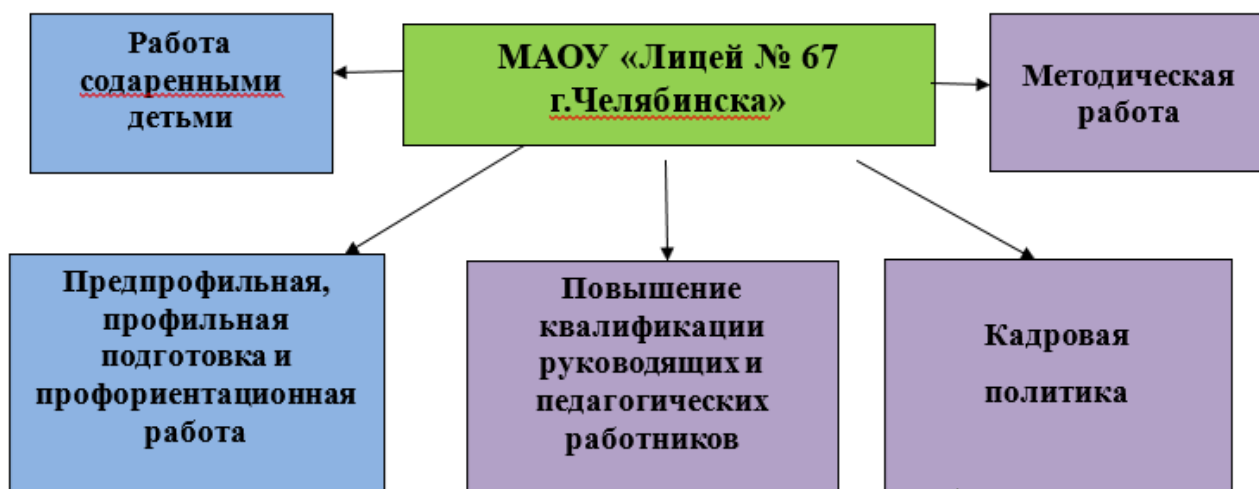 Работа
содаренными
детьми
МАОУ «Лицей № 67
г.Челябинска»
Методическая
работа
Предпрофильная,
профильная
подготовка и
профориентационная
работа
Повышение
квалификации
руководящих и
педагогических
работников
Кадровая
политика